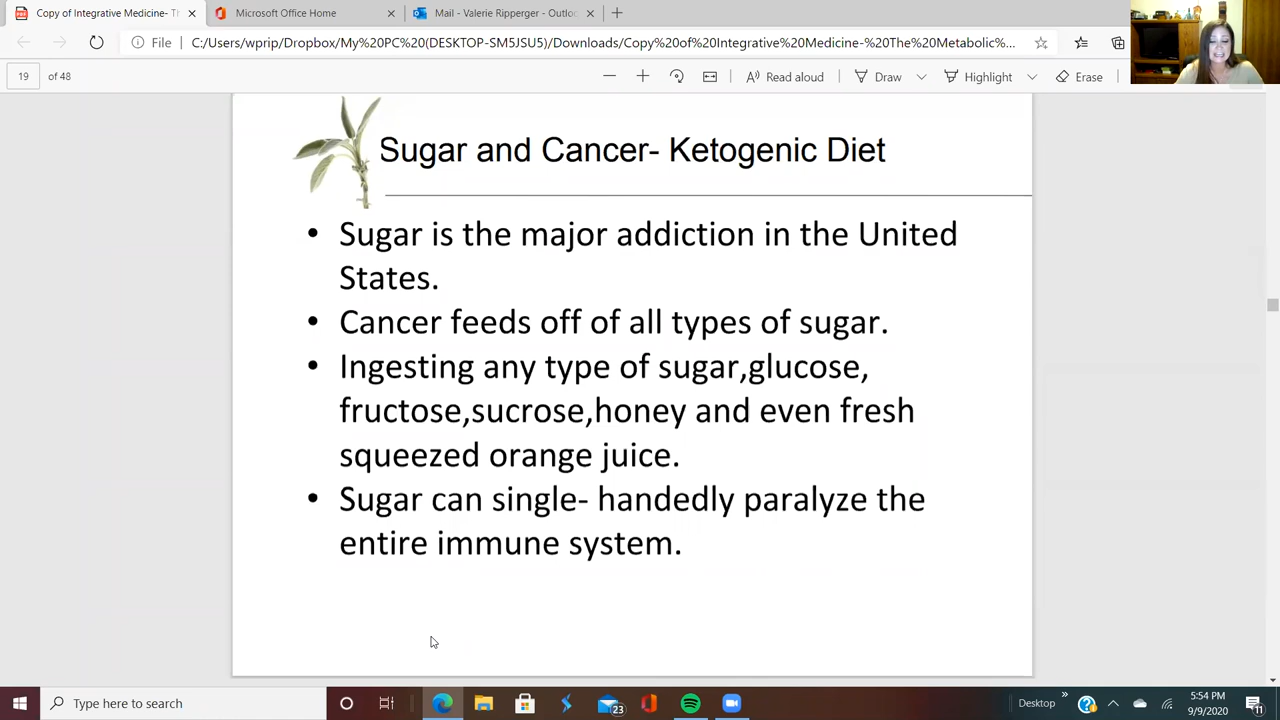 Copy of Integrative Medicine- Th
Microsoft Office Home
Mail - Valerie Ripperger - Outlo
File
C:/Users/wprip/Dropbox/My%20PC%20(DESKTOP-SM5JSU5)/Downloads/Copy%20of%20Integrative%20Medicine-%20The%20Metabolic%...
19 of 48
Read aloud
Draw
Highlight
Erase
Sugar and Cancer- Ketogenic Diet
• Sugar is the major addiction in the United
States.
• Cancer feeds off of all types of sugar.
• Ingesting any type of sugar,glucose,
fructose,sucrose,honey and even fresh
squeezed orange juice.
• Sugar can single- handedly paralyze the
entire immune system.
Type here to search
23
Desktop
5:54 PM
9/9/2020
11